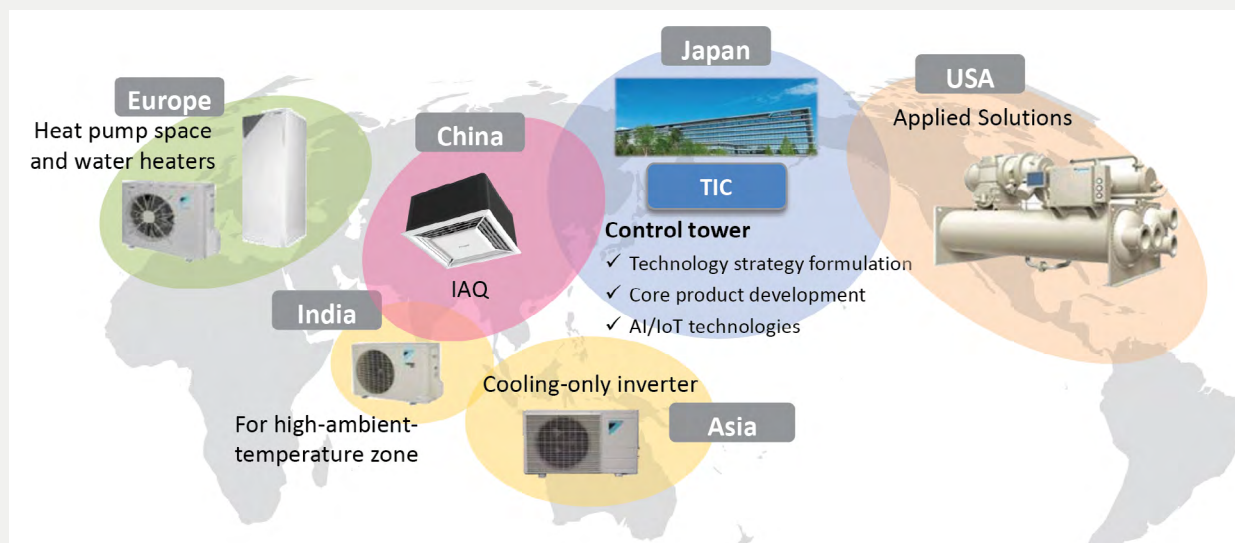 Europe
Heat pump space
and water heaters
China
IAQ
Japan
TIC
Control tower
✓ Technology strategy formulation
✓ Core product development
✓ AI/IoT technologies
USA
Applied Solutions
India
For high-ambient-
temperature zone
Cooling-only inverter
Asia